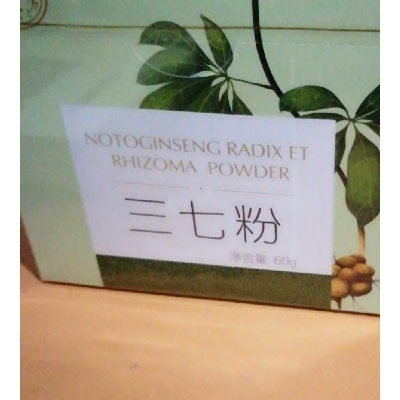 NOTOGINSENG RADIX ET
RHIZOMA POWDER
三七粉
净含量: 60g